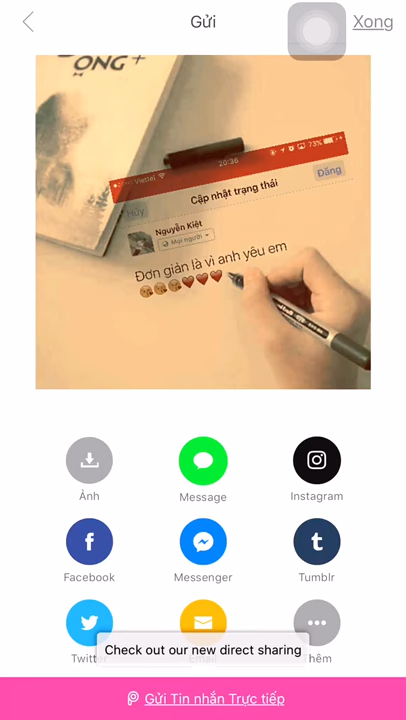 Gửi
Xong
ONG+
Viettel
20:36
73%
Hủy
Cập nhật trạng thái
Đăng
Nguyễn Kiệt
Mọi người
Đơn giản là vì anh yêu em
Ảnh
Message
Instagram
Facebook
Messenger
Tumblr
Twitter
Email
Thêm
Check out our new direct sharing
Gửi Tin nhắn Trực tiếp